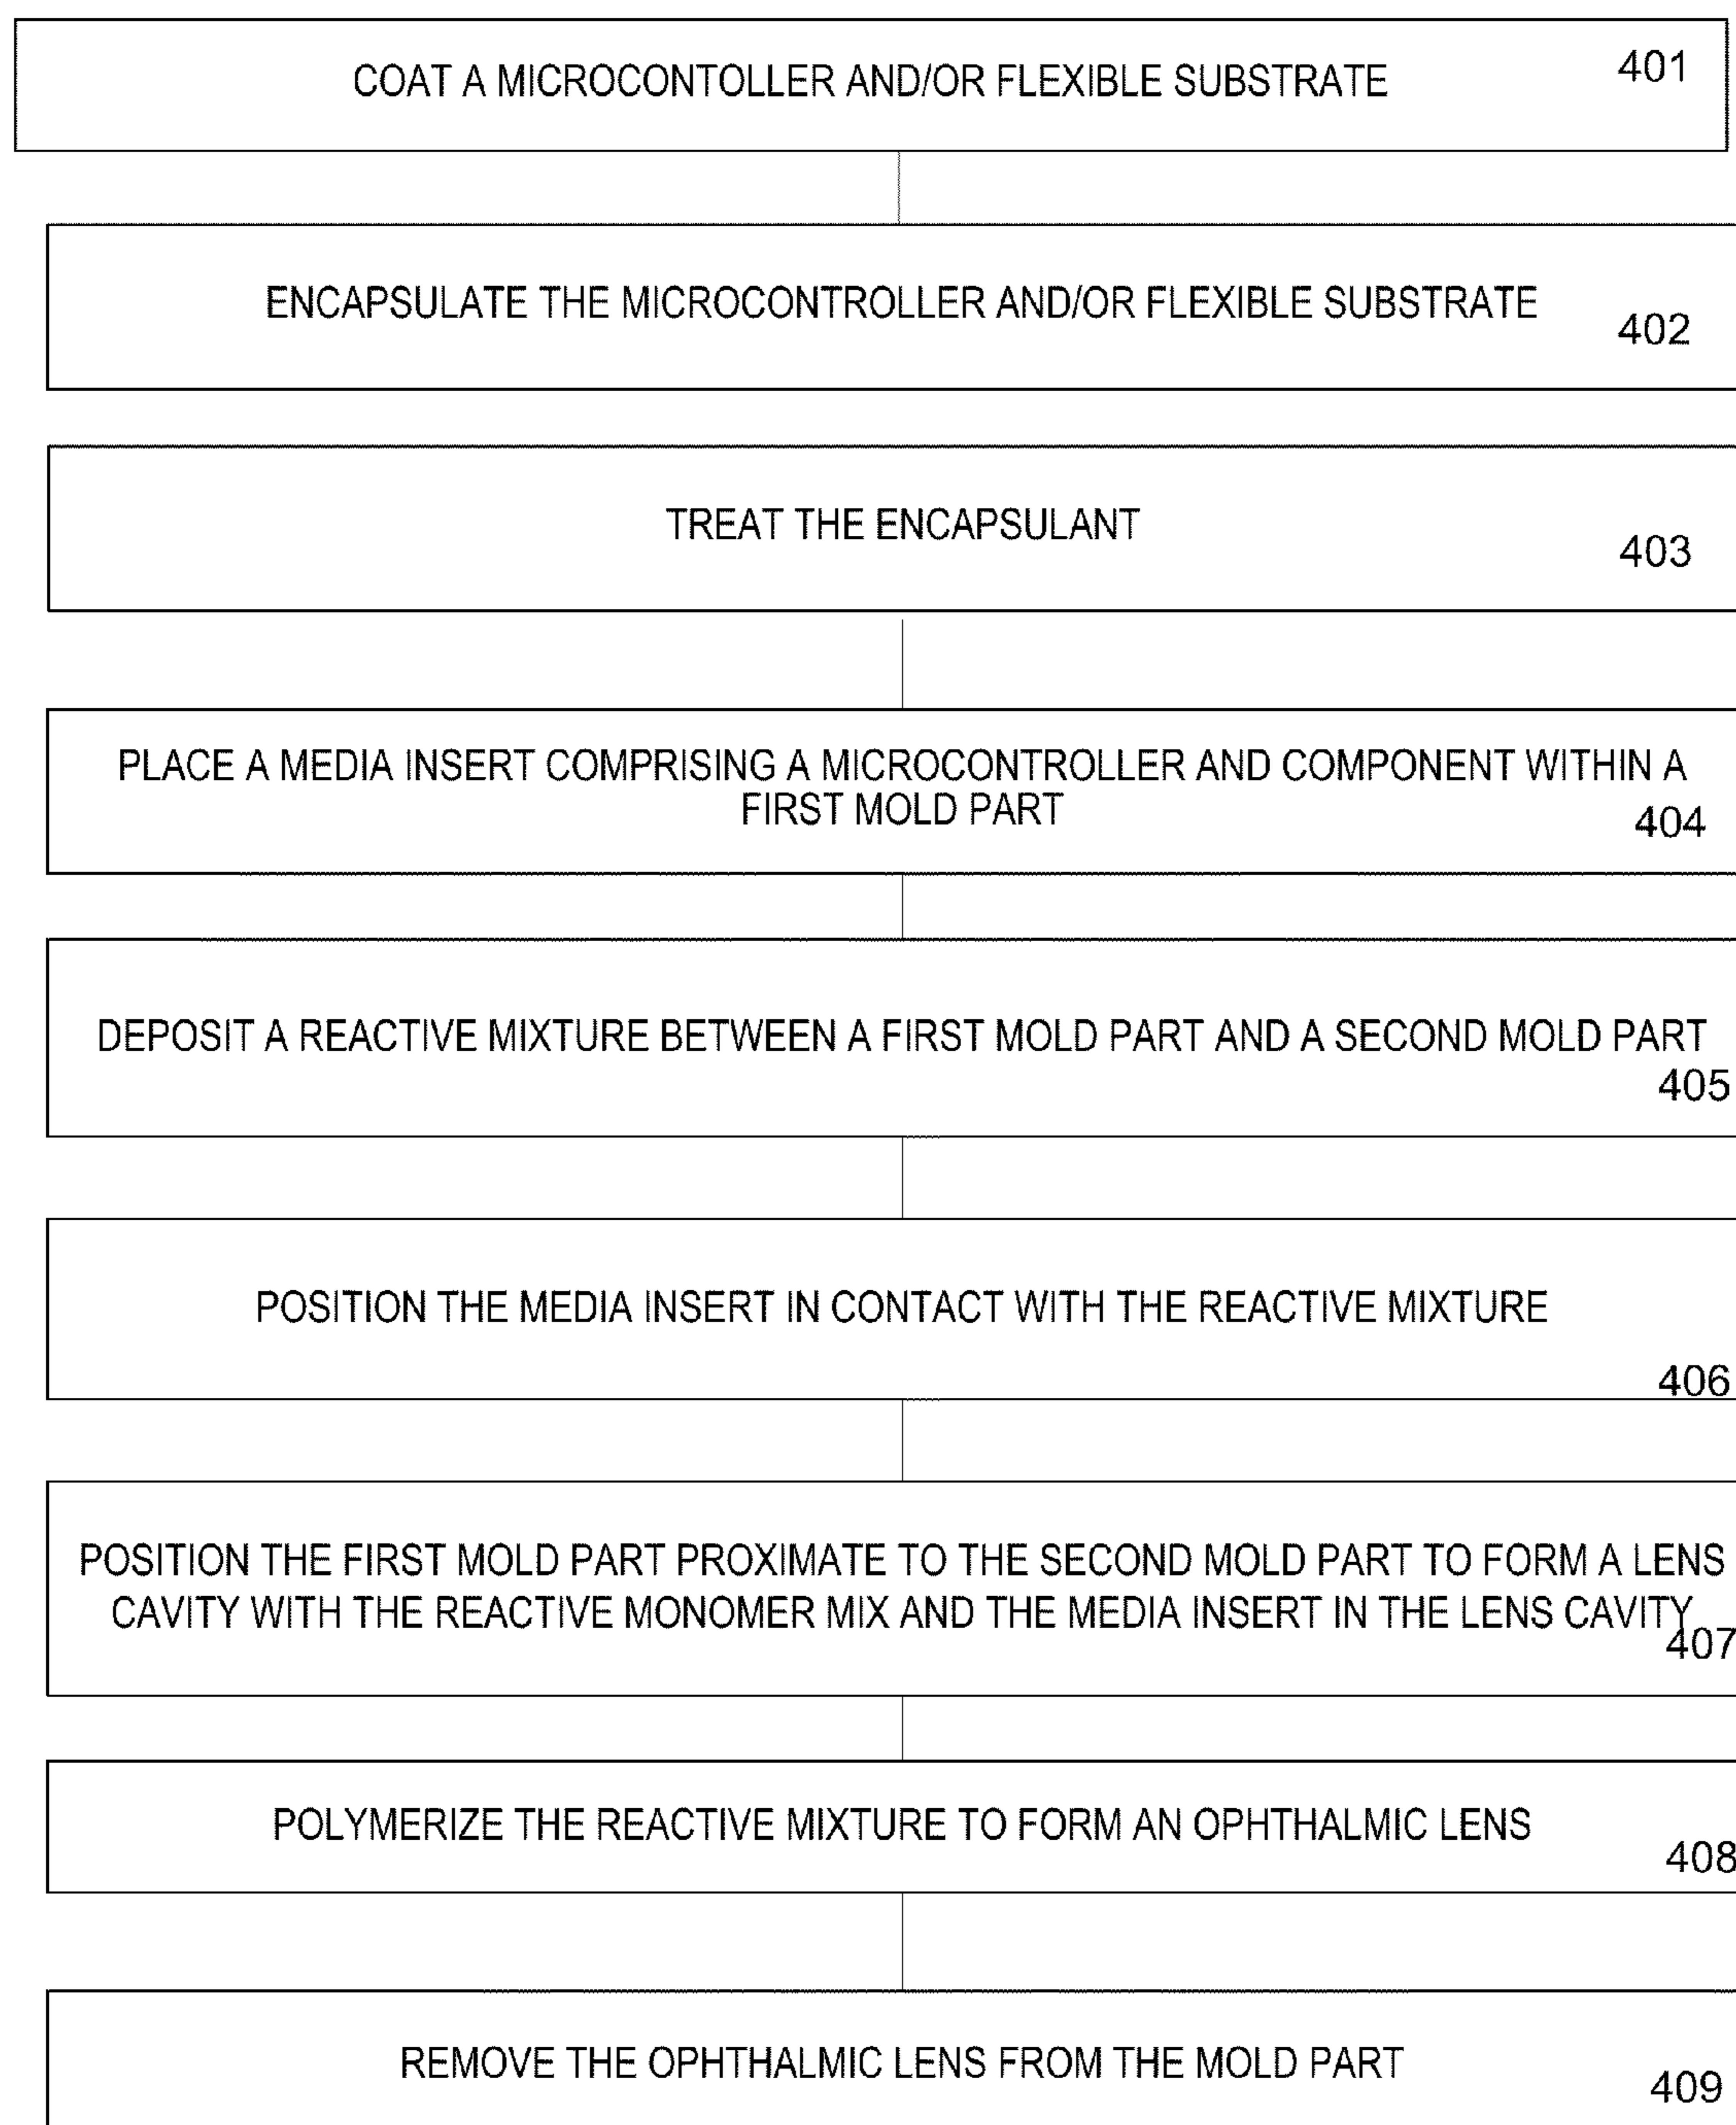 COAT A MICROCONTOLLER AND/OR FLEXIBLE SUBSTRATE
401
ENCAPSULATE THE MICROCONTROLLER AND/OR FLEXIBLE SUBSTRATE
402
TREAT THE ENCAPSULANT
403
PLACE A MEDIA INSERT COMPRISING A MICROCONTROLLER AND COMPONENT WITHIN A
FIRST MOLD PART
404
DEPOSIT A REACTIVE MIXTURE BETWEEN A FIRST MOLD PART AND A SECOND MOLD PART
405
POSITION THE MEDIA INSERT IN CONTACT WITH THE REACTIVE MIXTURE
406
POSITION THE FIRST MOLD PART PROXIMATE TO THE SECOND MOLD PART TO FORM A LENS
CAVITY WITH THE REACTIVE MONOMER MIX AND THE MEDIA INSERT IN THE LENS CAVITY
407
POLYMERIZE THE REACTIVE MIXTURE TO FORM AN OPHTHALMIC LENS
408
REMOVE THE OPHTHALMIC LENS FROM THE MOLD PART
409